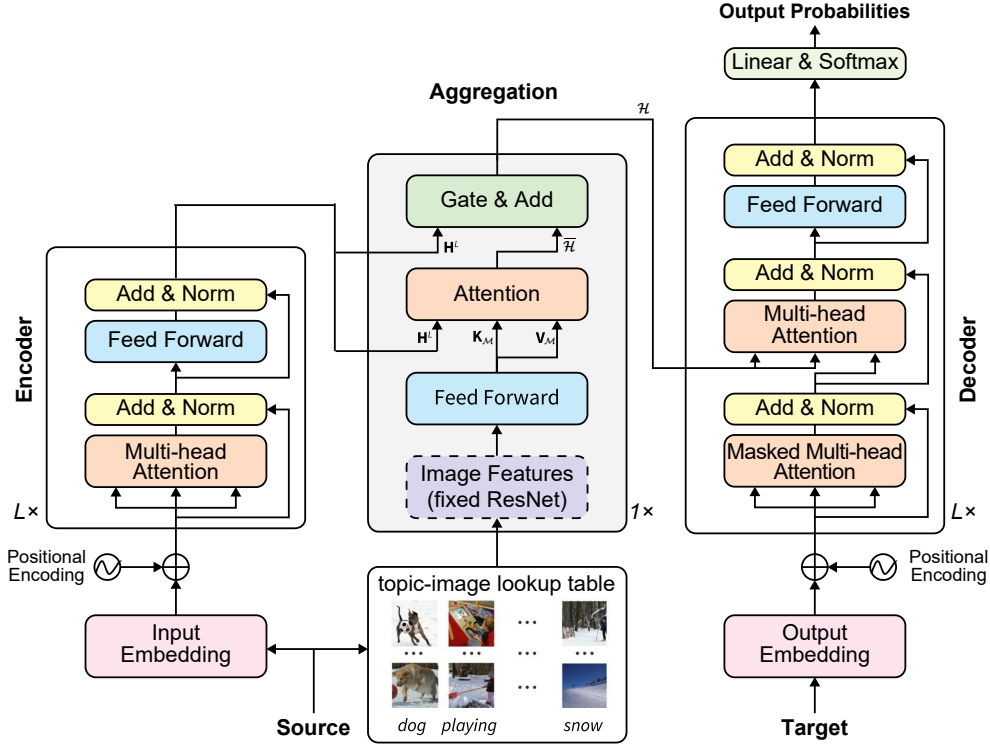 Output Probabilities
Linear & Softmax
Aggregation
ℋ
Add & Norm
Feed Forward
Add & Norm
Multi-head
Attention
Add & Norm
Masked Multi-head
Attention
Decoder
L×
Positional
Encoding
Output
Embedding
Target
Gate & Add
Hᴸ
ℋ̅
Attention
Hᴸ
K_ℳ
V_ℳ
Feed Forward
Image Features
(fixed ResNet)
1×
topic-image lookup table
...
... ... ...
...
dog playing snow
Encoder
Add & Norm
Feed Forward
Add & Norm
Multi-head
Attention
L×
Positional
Encoding
Input
Embedding
Source